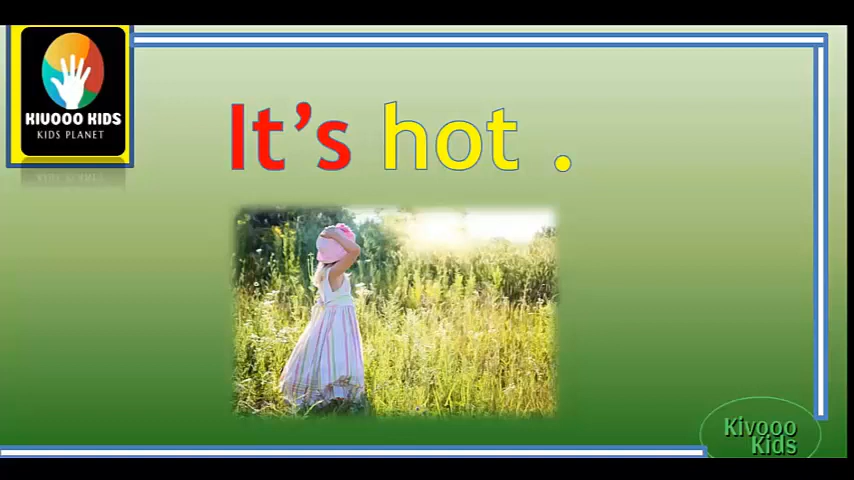 KIVOOO KIDS
KIDS PLANET
It's hot .
Kivooo
Kids